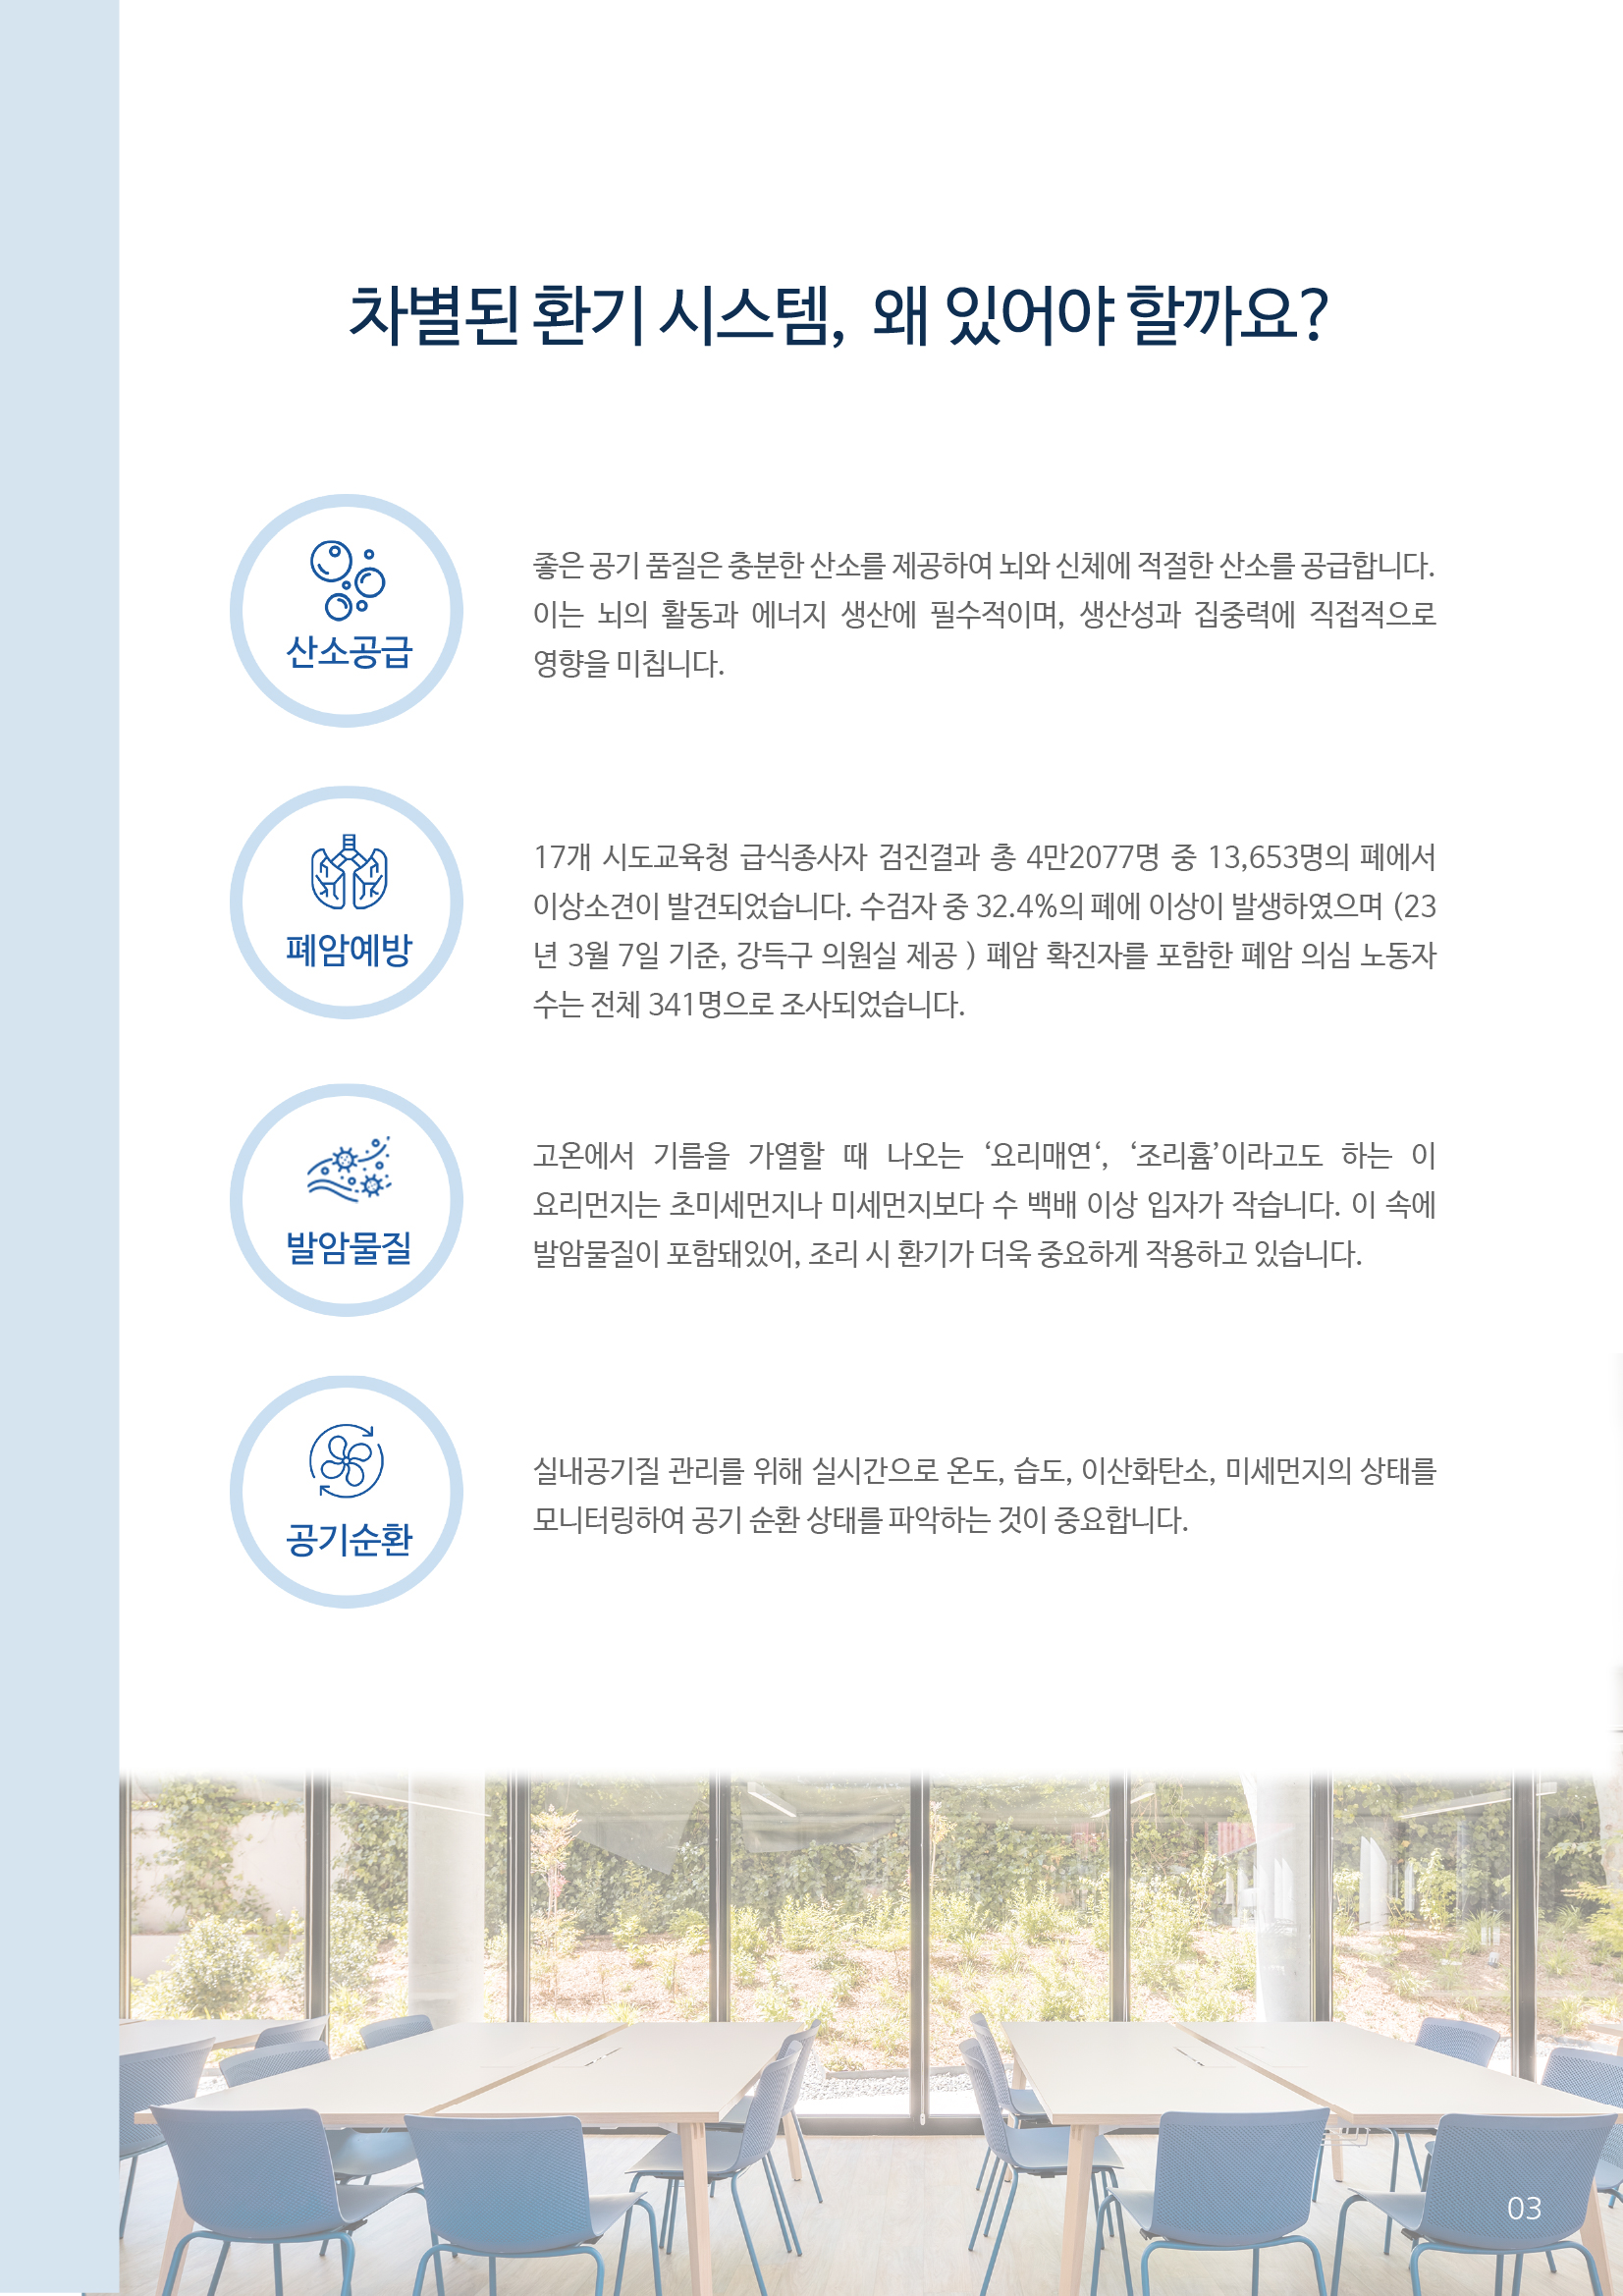 차별된 환기 시스템, 왜 있어야 할까요?
산소공급
좋은 공기 품질은 충분한 산소를 제공하여 뇌와 신체에 적절한 산소를 공급합니다.
이는 뇌의 활동과 에너지 생산에 필수적이며, 생산성과 집중력에 직접적으로
영향을 미칩니다.
폐암예방
17개 시도교육청 급식종사자 검진결과 총 4만2077명 중 13,653명의 폐에서
이상소견이 발견되었습니다. 수검자 중 32.4%의 폐에 이상이 발생하였으며 (23
년 3월 7일 기준, 강득구 의원실 제공 ) 폐암 확진자를 포함한 폐암 의심 노동자
수는 전체 341명으로 조사되었습니다.
발암물질
고온에서 기름을 가열할 때 나오는 ‘요리매연‘, ‘조리흄’이라고도 하는 이
요리먼지는 초미세먼지나 미세먼지보다 수 백배 이상 입자가 작습니다. 이 속에
발암물질이 포함돼있어, 조리 시 환기가 더욱 중요하게 작용하고 있습니다.
공기순환
실내공기질 관리를 위해 실시간으로 온도, 습도, 이산화탄소, 미세먼지의 상태를
모니터링하여 공기 순환 상태를 파악하는 것이 중요합니다.
03